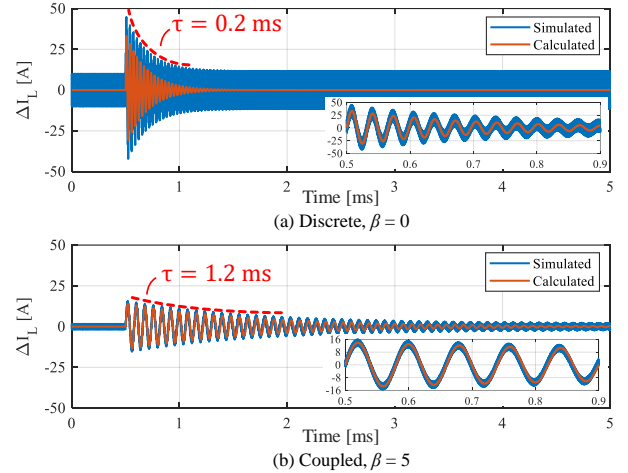 50
25
0
-25
-50
ΔI_L [A]
τ = 0.2 ms
Simulated
Calculated
50
25
0
-25
-50
0.5 0.6 0.7 0.8 0.9
0 1 2 3 4 5
Time [ms]
(a) Discrete, β = 0
50
25
0
-25
-50
ΔI_L [A]
τ = 1.2 ms
Simulated
Calculated
16
8
0
-8
-16
0.5 0.6 0.7 0.8 0.9
0 1 2 3 4 5
Time [ms]
(b) Coupled, β = 5